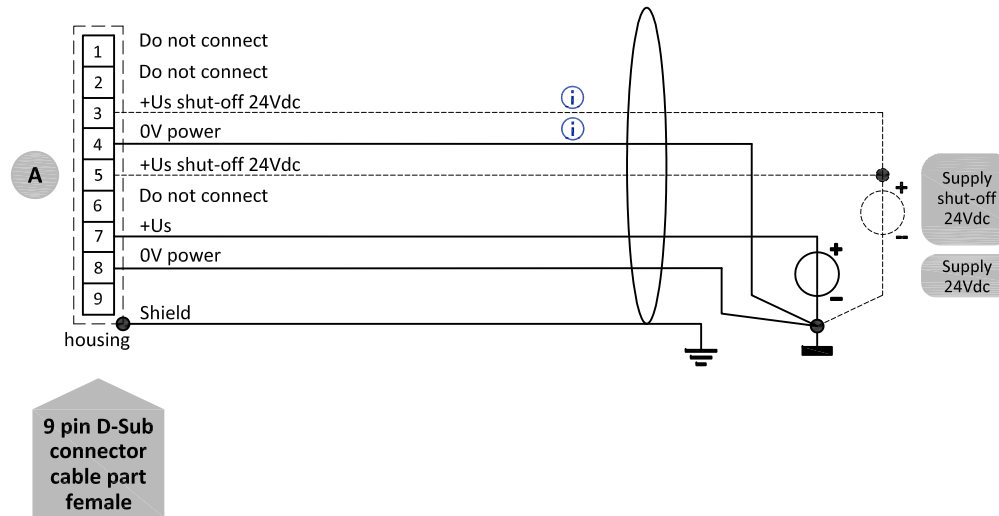 1
Do not connect
2
Do not connect
3
+Us shut-off 24Vdc
i
4
0V power
i
A
5
+Us shut-off 24Vdc
6
Do not connect
7
+Us
8
0V power
9
Shield
housing
+
–
Supply
shut-off
24Vdc
+
–
Supply
24Vdc
9 pin D-Sub
connector
cable part
female